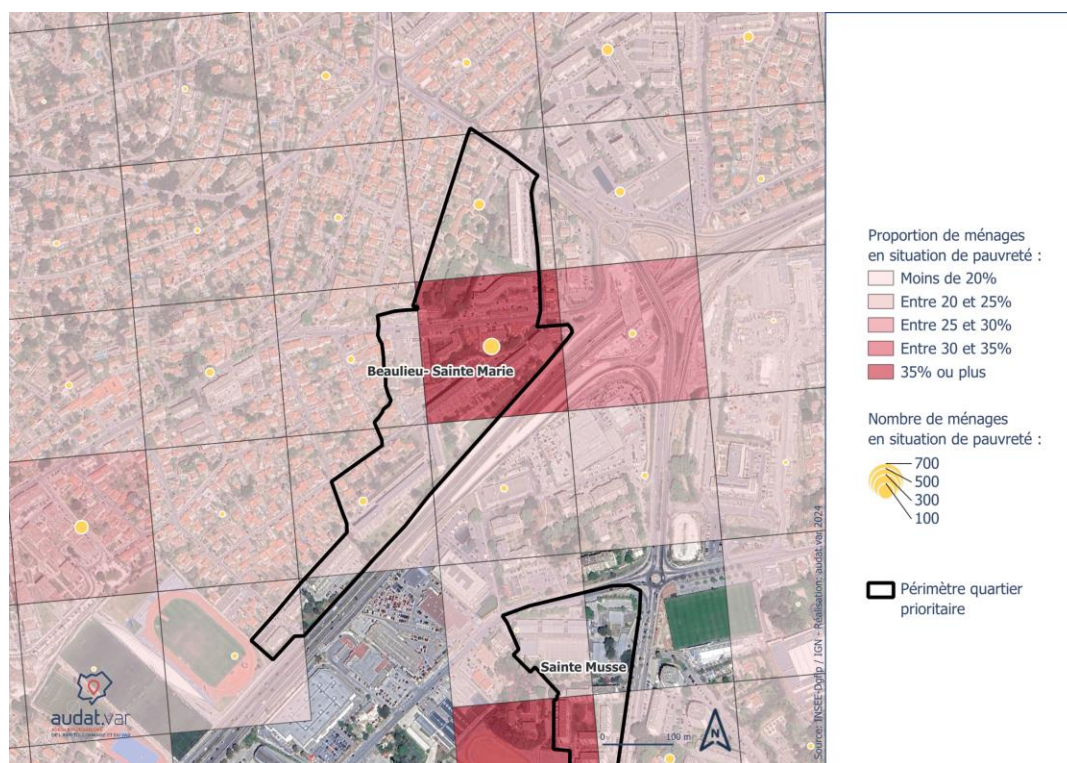 Beaulieu- Sainte Marie
Sainte Musse
audat.var
0 100 m
N
Source: INSEE-Dgfip / IGN - Réalisation: audat.var 2024
Proportion de ménages
en situation de pauvreté :
Moins de 20%
Entre 20 et 25%
Entre 25 et 30%
Entre 30 et 35%
35% ou plus
Nombre de ménages
en situation de pauvreté :
700
500
300
100
Périmètre quartier
prioritaire